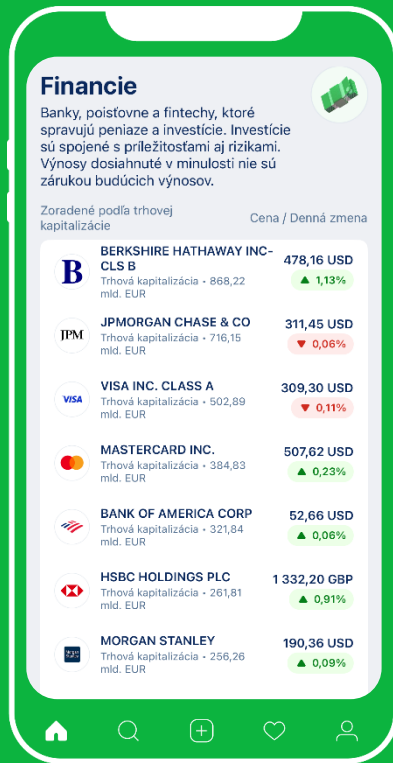 Financie
Banky, poisťovne a fintechy, ktoré
spravujú peniaze a investície. Investície
sú spojené s príležitosťami aj rizikami.
Výnosy dosiahnuté v minulosti nie sú
zárukou budúcich výnosov.
Zoradené podľa trhovej
kapitalizácie
Cena / Denná zmena
B
BERKSHIRE HATHAWAY INC-
CLS B
Trhová kapitalizácia • 868,22
mld. EUR
478,16 USD
▲ 1,13%
JPM
JPMORGAN CHASE & CO
Trhová kapitalizácia • 716,15
mld. EUR
311,45 USD
▼ 0,06%
VISA
VISA INC. CLASS A
Trhová kapitalizácia • 502,89
mld. EUR
309,30 USD
▼ 0,11%
MASTERCARD INC.
Trhová kapitalizácia • 384,83
mld. EUR
507,62 USD
▲ 0,23%
BANK OF AMERICA CORP
Trhová kapitalizácia • 321,84
mld. EUR
52,66 USD
▲ 0,06%
HSBC HOLDINGS PLC
Trhová kapitalizácia • 261,81
mld. EUR
1 332,20 GBP
▲ 0,91%
MORGAN STANLEY
Trhová kapitalizácia • 256,26
mld. EUR
190,36 USD
▲ 0,09%